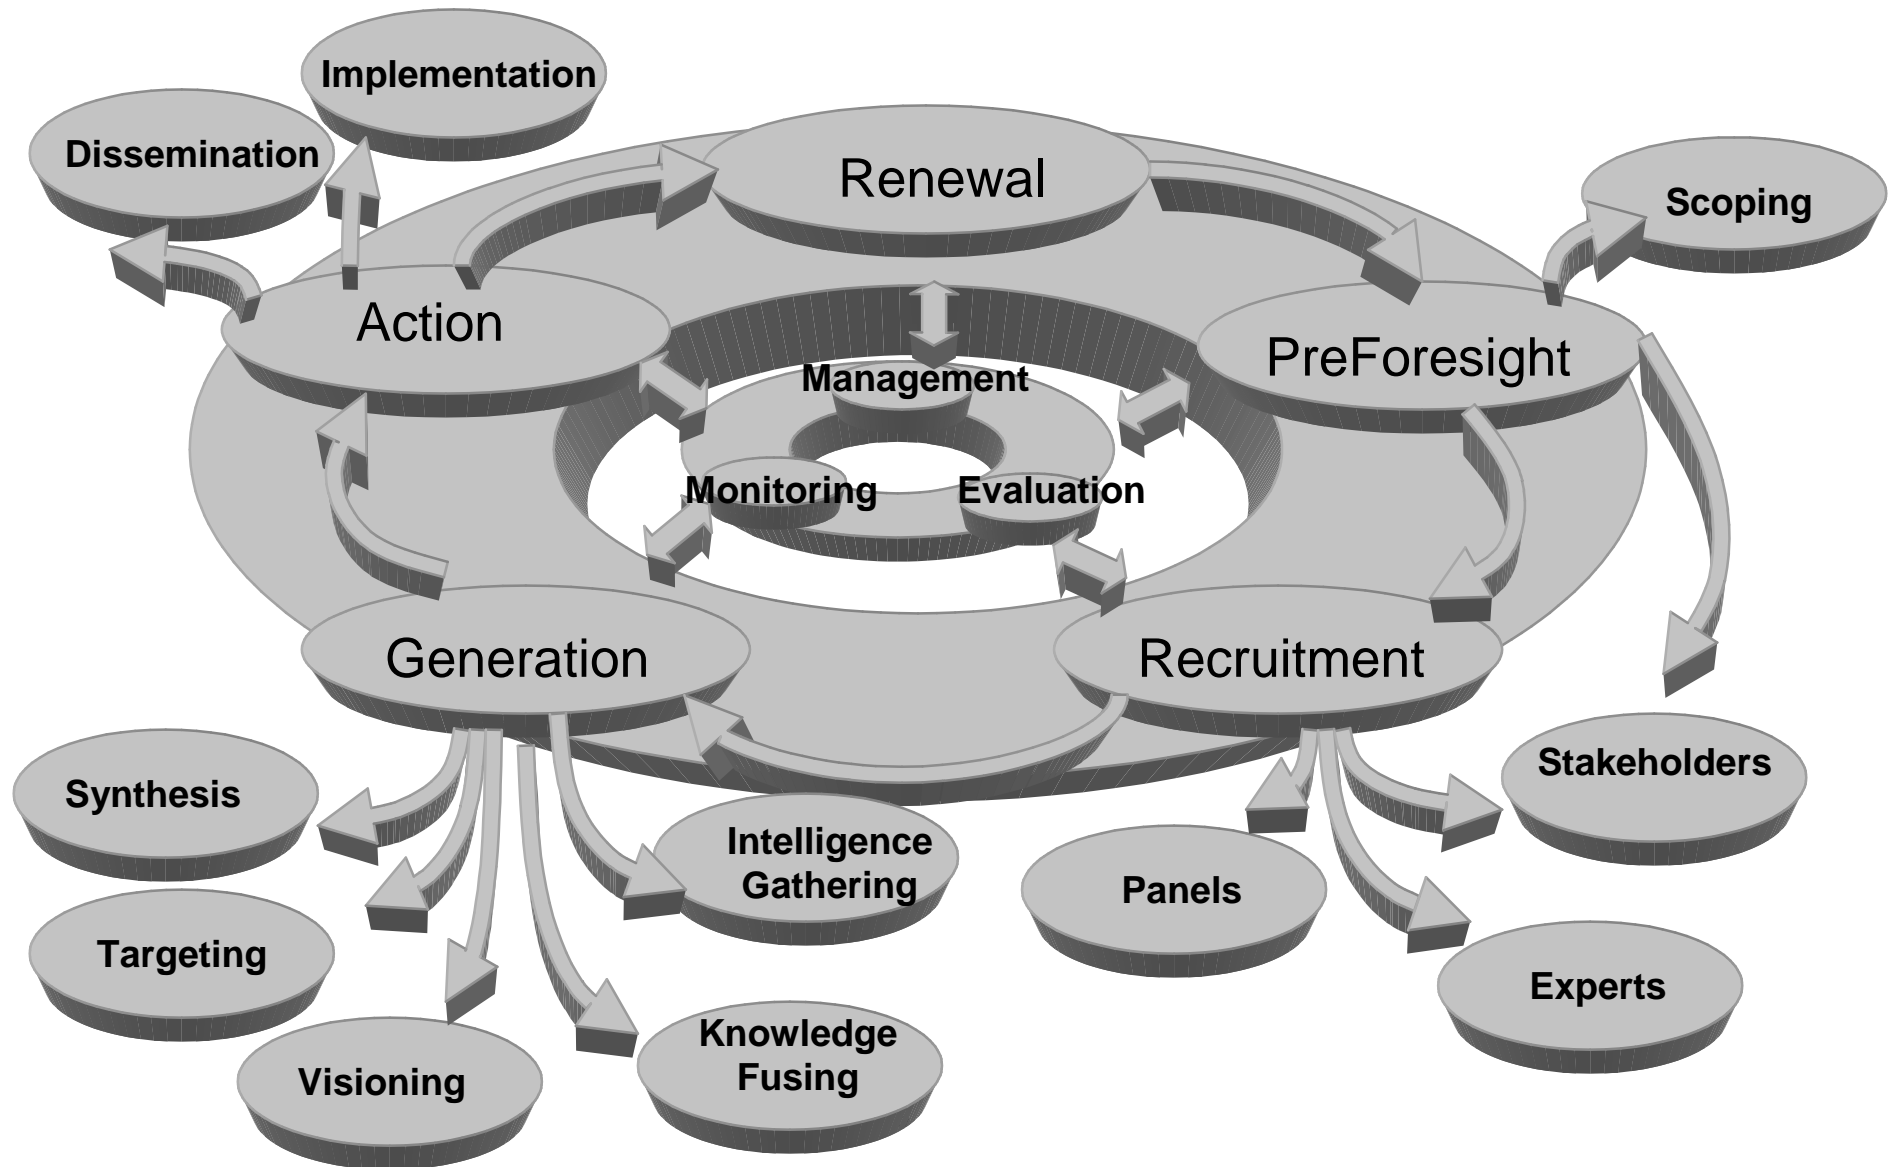 Implementation
Dissemination
Renewal
Scoping
Action
PreForesight
Management
Monitoring
Evaluation
Generation
Recruitment
Synthesis
Stakeholders
Intelligence
Gathering
Panels
Targeting
Experts
Knowledge
Fusing
Visioning